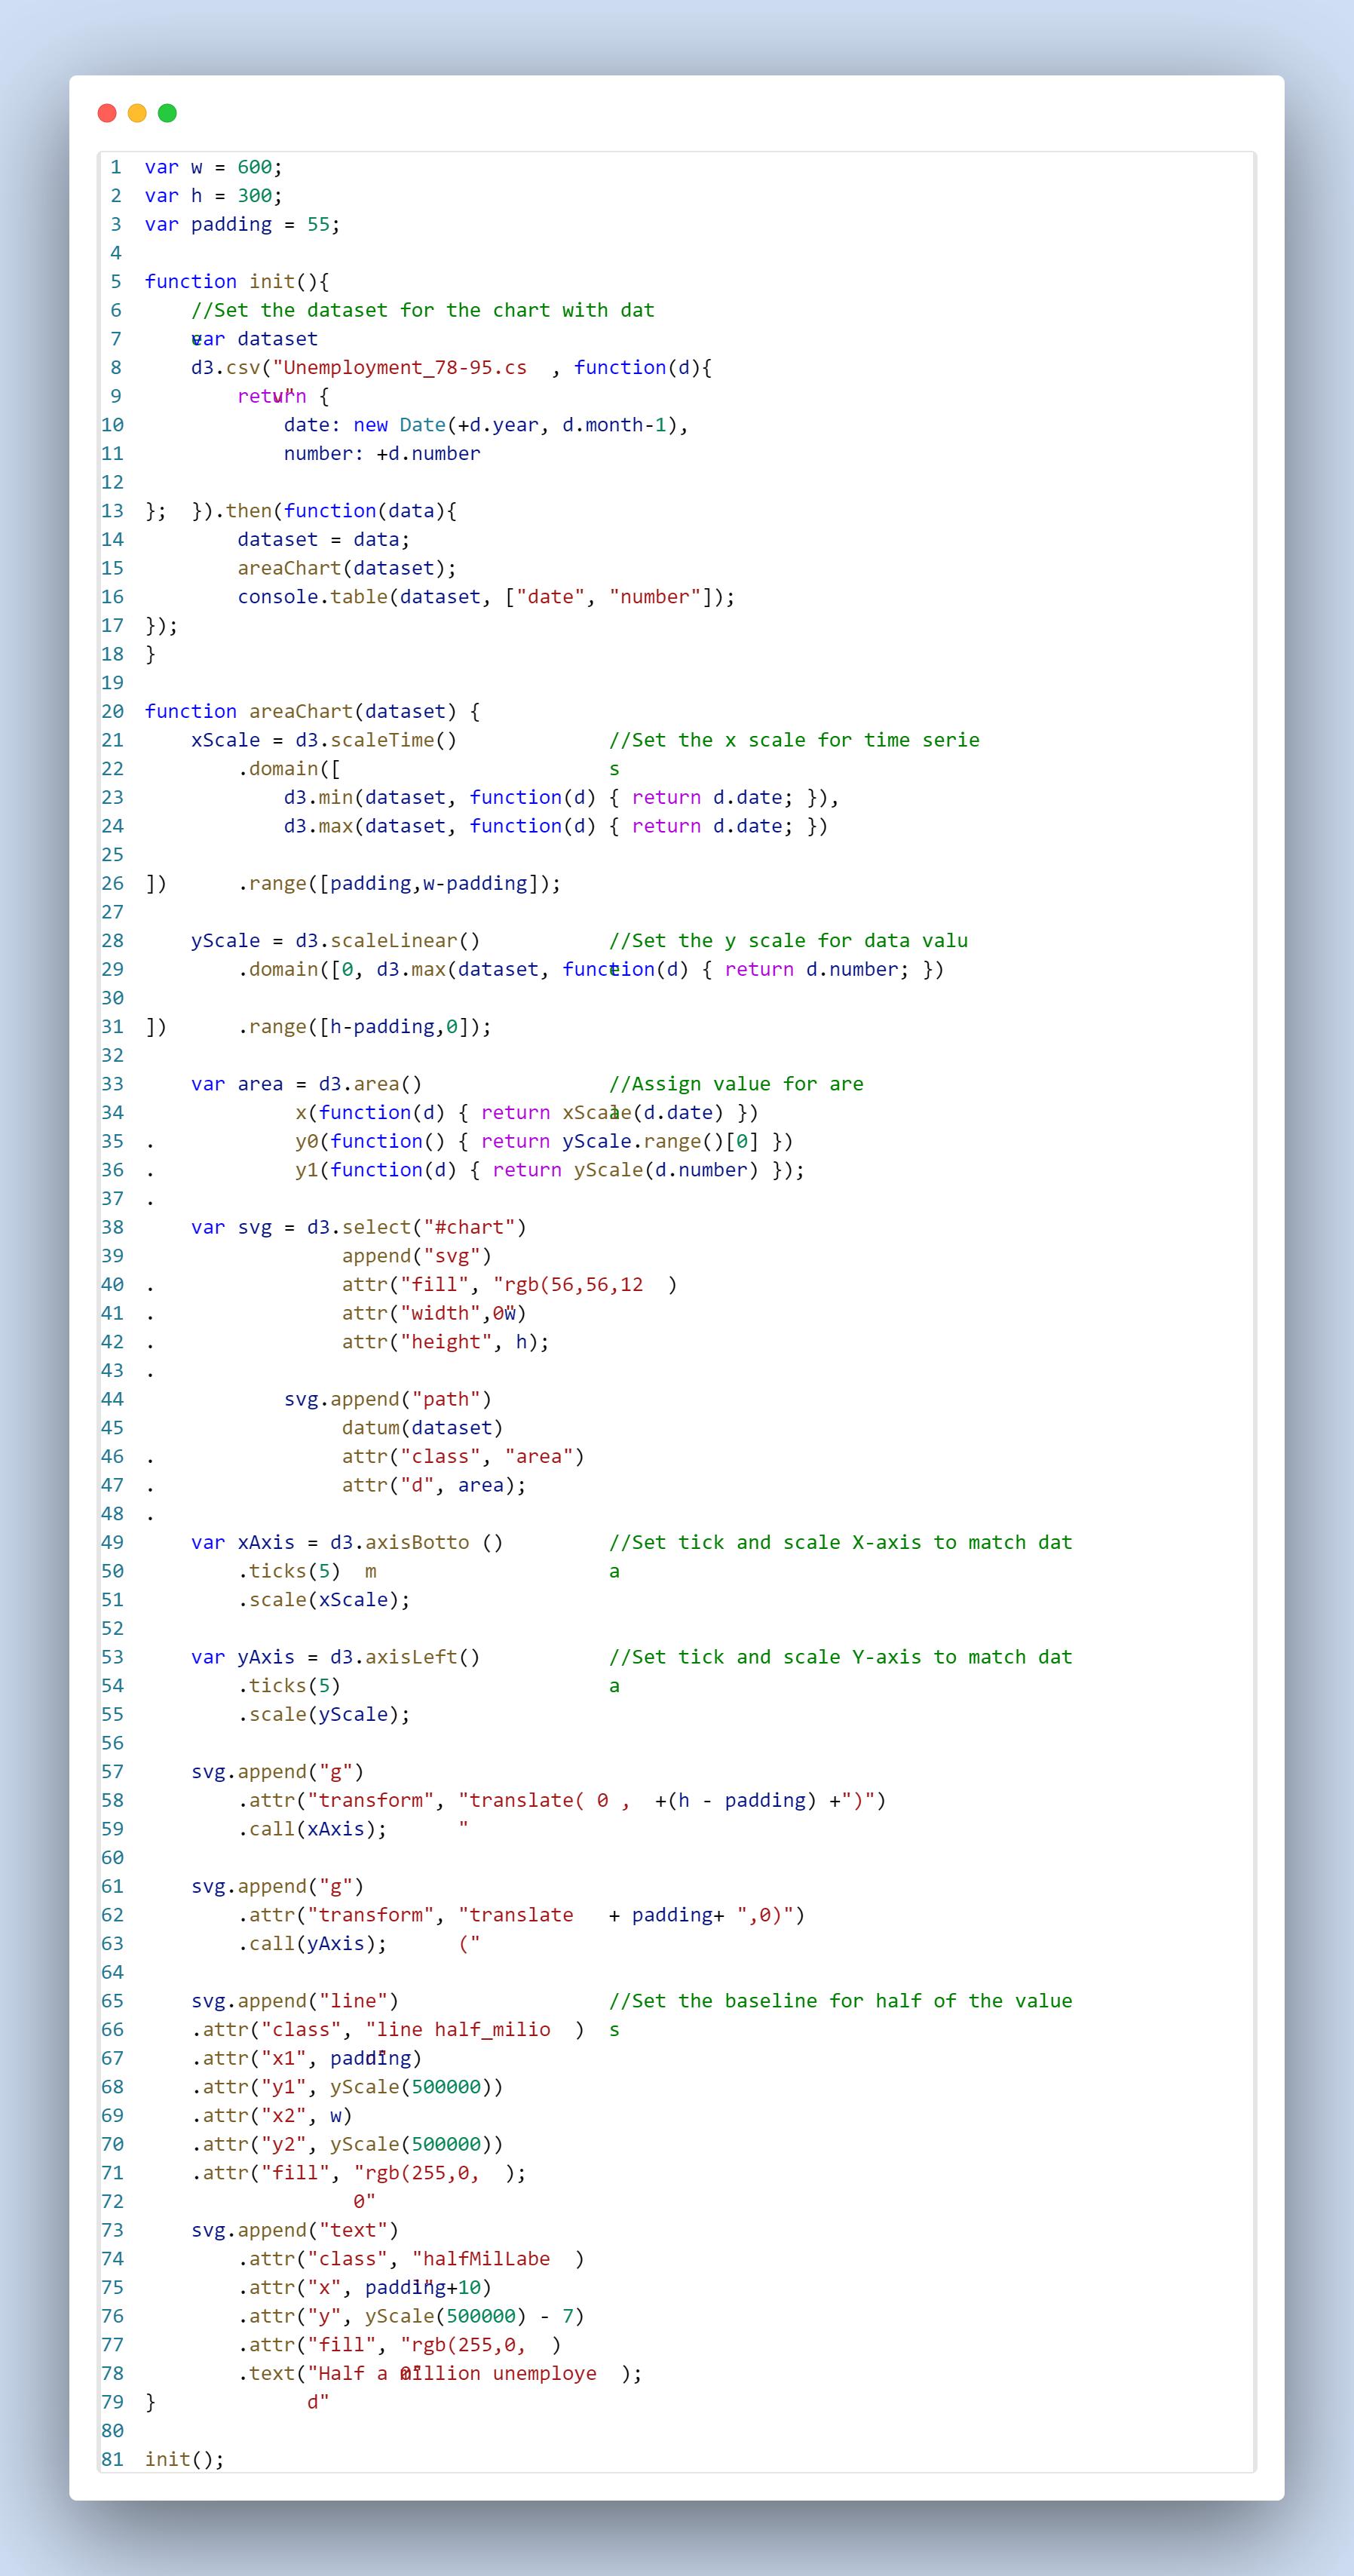 1 var w = 600;
2 var h = 300;
3 var padding = 55;
4
5 function init(){
6     //Set the dataset for the chart with dat
7     var dataset
8     d3.csv("Unemployment_78-95.cs  , function(d){
9         return {
10             date: new Date(+d.year, d.month-1),
11             number: +d.number
12
13 };  }).then(function(data){
14         dataset = data;
15         areaChart(dataset);
16         console.table(dataset, ["date", "number"]);
17 });
18 }
19
20 function areaChart(dataset) {
21     xScale = d3.scaleTime()             //Set the x scale for time serie
22         .domain([                       s
23             d3.min(dataset, function(d) { return d.date; }),
24             d3.max(dataset, function(d) { return d.date; })
25
26 ])      .range([padding,w-padding]);
27
28     yScale = d3.scaleLinear()           //Set the y scale for data valu
29         .domain([0, d3.max(dataset, function(d) { return d.number; })
30
31 ])      .range([h-padding,0]);
32
33     var area = d3.area()                //Assign value for are
34              x(function(d) { return xScale(d.date) })
35 .            y0(function() { return yScale.range()[0] })
36 .            y1(function(d) { return yScale(d.number) });
37 .
38     var svg = d3.select("#chart")
39                  append("svg")
40 .                attr("fill", "rgb(56,56,12  )
41 .                attr("width",0"w)
42 .                attr("height", h);
43 .
44             svg.append("path")
45                  datum(dataset)
46 .                attr("class", "area")
47 .                attr("d", area);
48 .
49     var xAxis = d3.axisBotto ()         //Set tick and scale X-axis to match dat
50         .ticks(5)  m                    a
51         .scale(xScale);
52
53     var yAxis = d3.axisLeft()           //Set tick and scale Y-axis to match dat
54         .ticks(5)                       a
55         .scale(yScale);
56
57     svg.append("g")
58         .attr("transform", "translate( 0 ,  +(h - padding) +")")
59         .call(xAxis);      "
60
61     svg.append("g")
62         .attr("transform", "translate   + padding+ ",0)")
63         .call(yAxis);      ("
64
65     svg.append("line")                  //Set the baseline for half of the value
66     .attr("class", "line half_milio  )  s
67     .attr("x1", padding)
68     .attr("y1", yScale(500000))
69     .attr("x2", w)
70     .attr("y2", yScale(500000))
71     .attr("fill", "rgb(255,0,  );
72                   0"
73     svg.append("text")
74         .attr("class", "halfMilLabe  )
75         .attr("x", padding+10)
76         .attr("y", yScale(500000) - 7)
77         .attr("fill", "rgb(255,0,  )
78         .text("Half a million unemploye  );
79 }             d"
80
81 init();